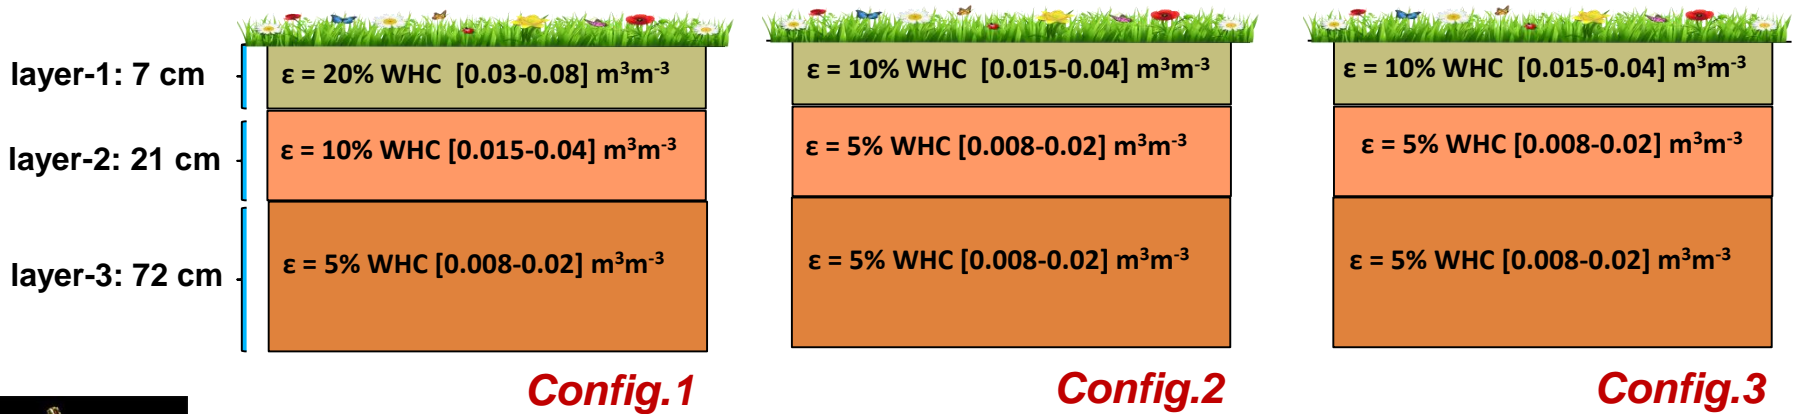 layer-1: 7 cm
ε = 20% WHC [0.03-0.08] m³m⁻³
ε = 10% WHC [0.015-0.04] m³m⁻³
ε = 10% WHC [0.015-0.04] m³m⁻³
layer-2: 21 cm
ε = 10% WHC [0.015-0.04] m³m⁻³
ε = 5% WHC [0.008-0.02] m³m⁻³
ε = 5% WHC [0.008-0.02] m³m⁻³
layer-3: 72 cm
ε = 5% WHC [0.008-0.02] m³m⁻³
ε = 5% WHC [0.008-0.02] m³m⁻³
ε = 5% WHC [0.008-0.02] m³m⁻³
Config.1
Config.2
Config.3